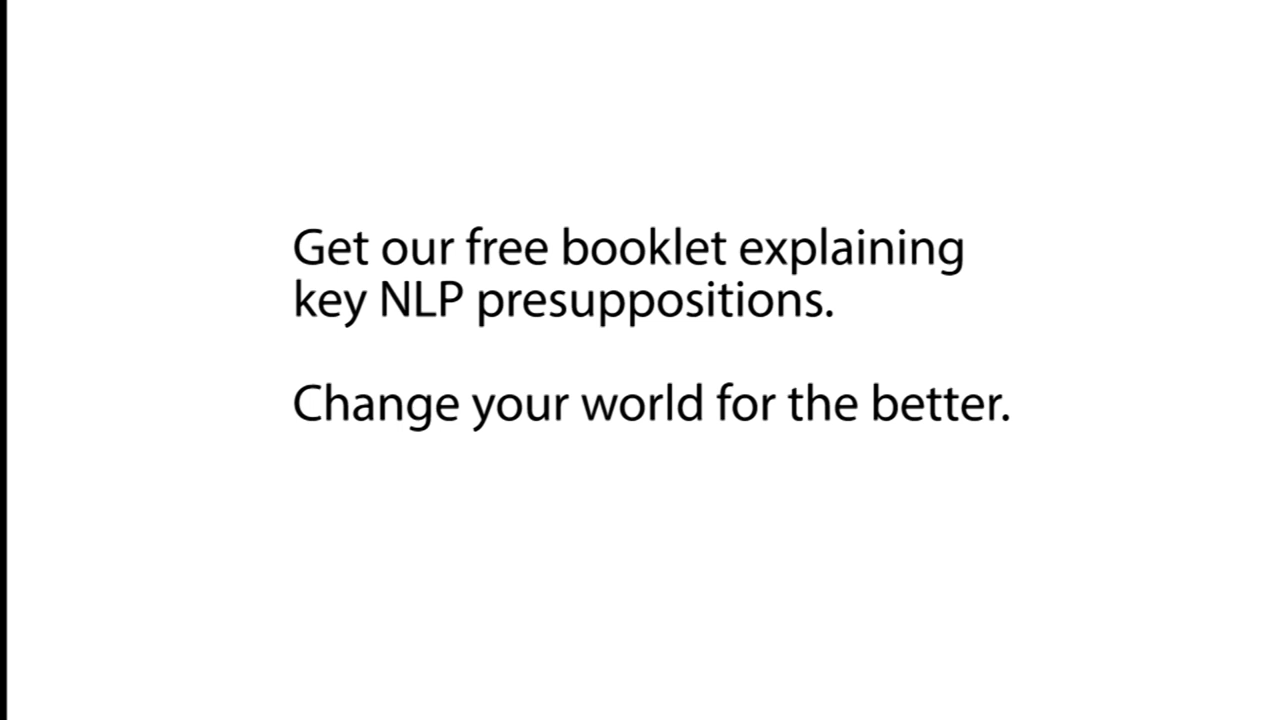 Get our free booklet explaining
key NLP presuppositions.
Change your world for the better.